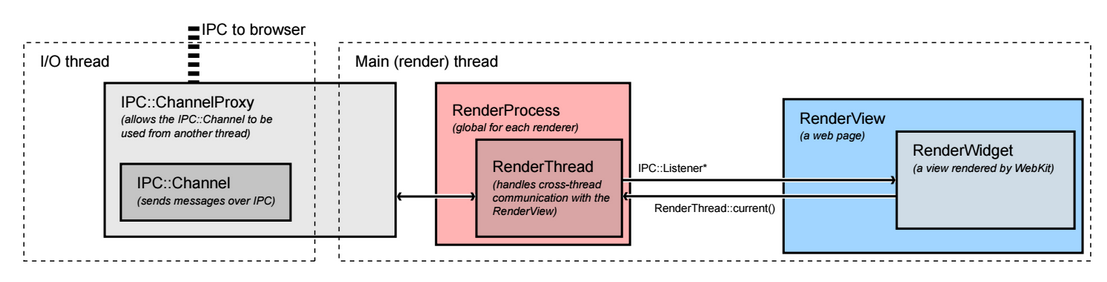 IPC to browser
I/O thread
Main (render) thread
IPC::ChannelProxy
(allows the IPC::Channel to be
used from another thread)
IPC::Channel
(sends messages over IPC)
RenderProcess
(global for each renderer)
RenderThread
(handles cross-thread
communication with the
RenderView)
IPC::Listener*
RenderThread::current()
RenderView
(a web page)
RenderWidget
(a view rendered by WebKit)